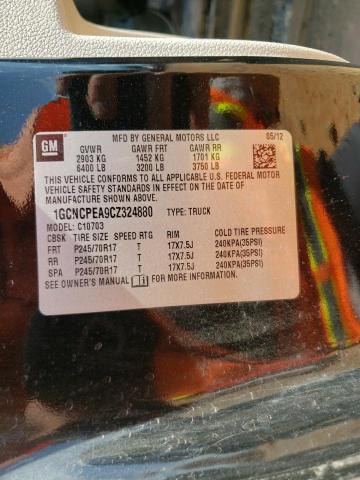 MFD BY GENERAL MOTORS LLC 05/12
GM GVWR GAWR FRT GAWR RR
2903 KG 1452 KG 1701 KG
6400 LB 3200 LB 3750 LB
THIS VEHICLE CONFORMS TO ALL APPLICABLE U.S. FEDERAL MOTOR
VEHICLE SAFETY STANDARDS IN EFFECT ON THE DATE OF
MANUFACTURE SHOWN ABOVE.
1GCNCPEA9CZ324880 TYPE: TRUCK
MODEL: C10703
CBSK TIRE SIZE SPEED RTG RIM COLD TIRE PRESSURE
FRT P245/70R17 T 17X7.5J 240KPA(35PSI)
RR P245/70R17 T 17X7.5J 240KPA(35PSI)
SPA P245/70R17 T 17X7.5J 240KPA(35PSI)
SEE OWNER'S MANUAL FOR MORE INFORMATION.